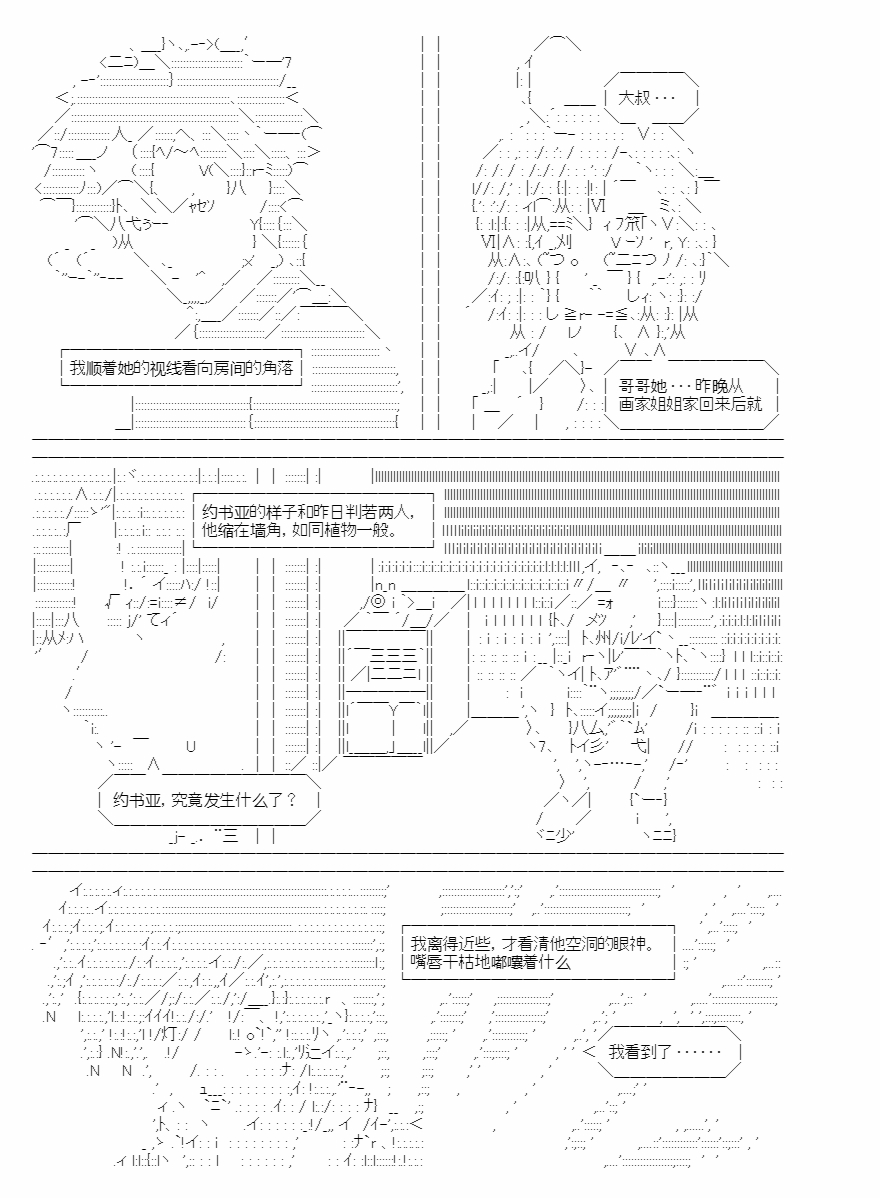 大叔・・・
我顺着她的视线看向房间的角落
哥哥她・・・昨晚从
画家姐姐家回来后就
约书亚的样子和昨日判若两人，
他缩在墙角，如同植物一般。
约书亚，究竟发生什么了？
我离得近些，才看清他空洞的眼神。
嘴唇干枯地嘟囔着什么
我看到了・・・・・・